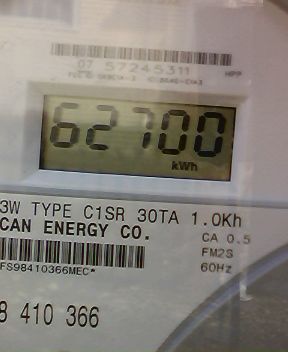 07 57245311 HPP
62700
kWh
3W TYPE C1SR 30TA 1.0Kh
CAN ENERGY CO.
CA 0.5
FM2S
60Hz
FS98410366MEC*
8 410 366